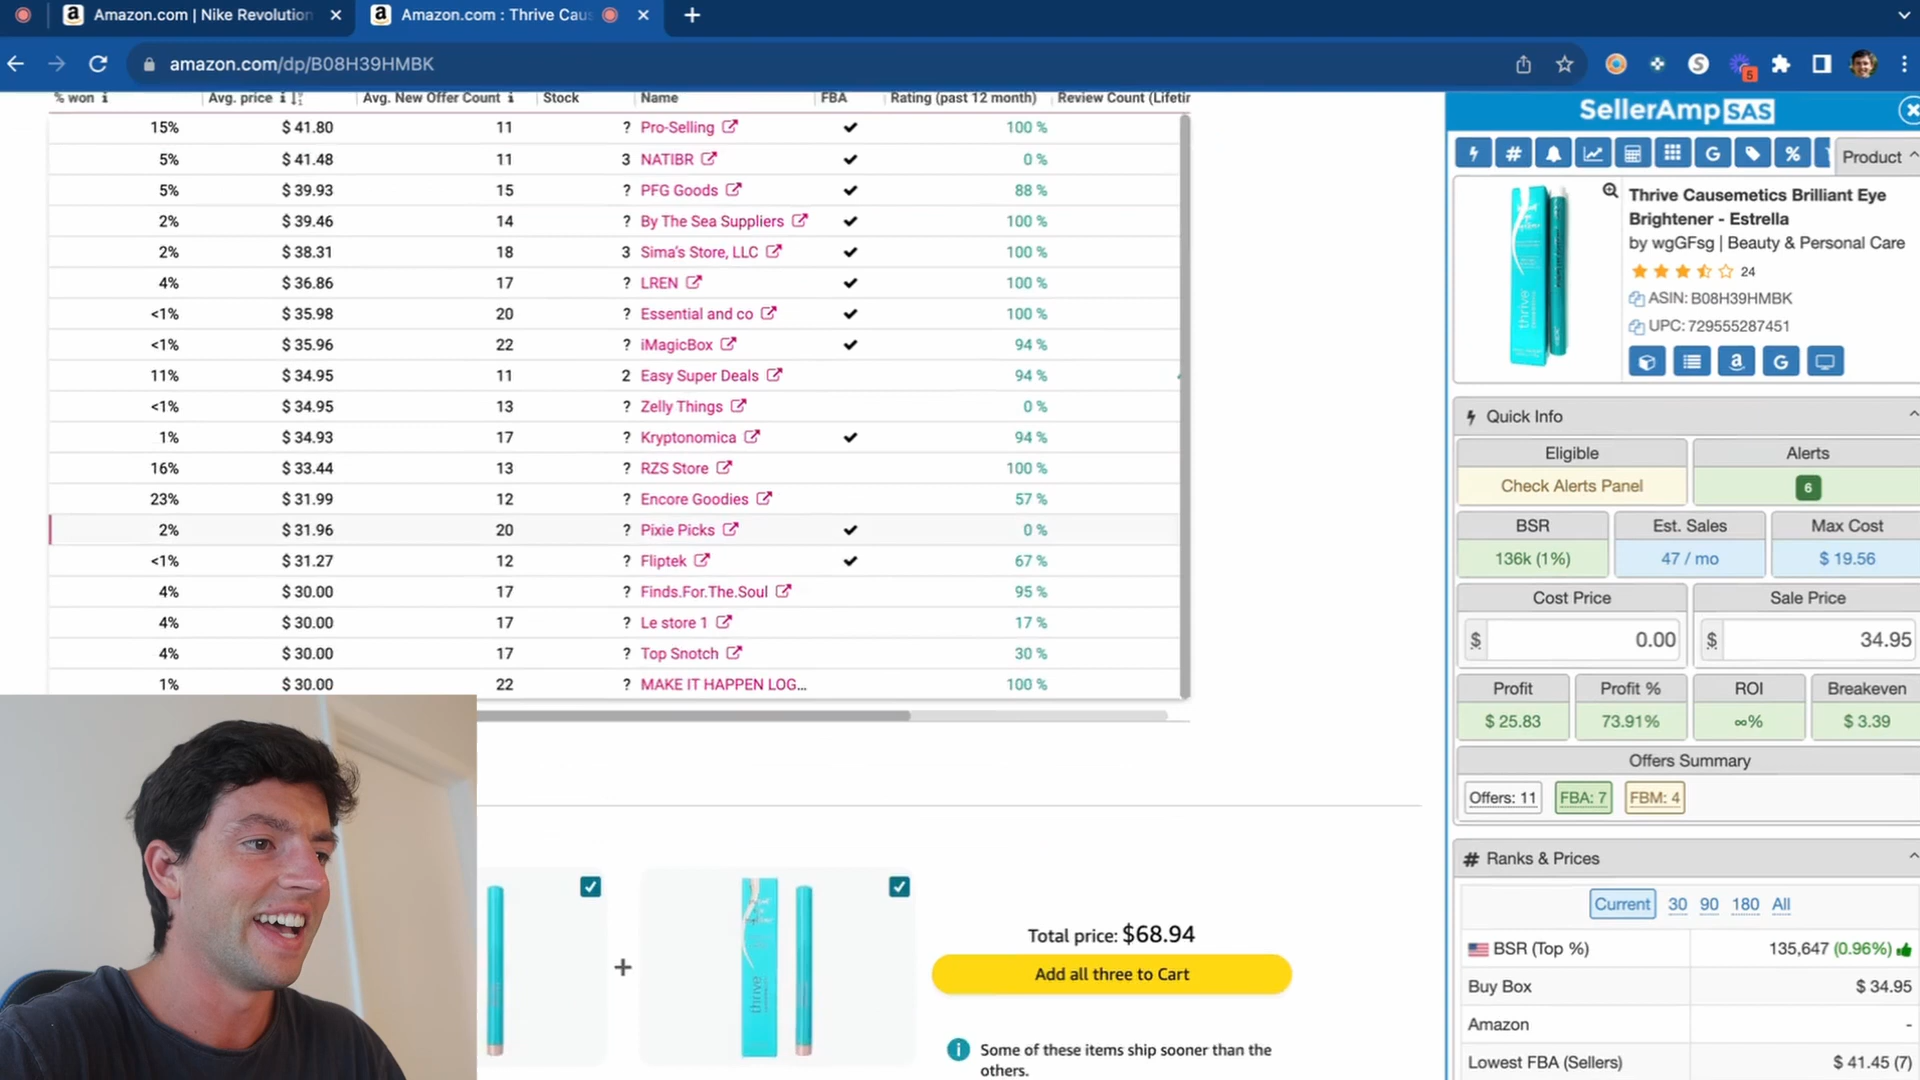 Amazon.com | Nike Revolution
Amazon.com : Thrive Caus
amazon.com/dp/B08H39HMBK
5
% won Avg. price Avg. New Offer Count Stock Name FBA Rating (past 12 month) Review Count (Lifetir
15% $ 41.80 11 ? Pro-Selling 100 %
5% $ 41.48 11 3 NATIBR 0 %
5% $ 39.93 15 ? PFG Goods 88 %
2% $ 39.46 14 ? By The Sea Suppliers 100 %
2% $ 38.31 18 3 Sima's Store, LLC 100 %
4% $ 36.86 17 ? LREN 100 %
<1% $ 35.98 20 ? Essential and co 100 %
<1% $ 35.96 22 ? iMagicBox 94 %
11% $ 34.95 11 2 Easy Super Deals 94 %
<1% $ 34.95 13 ? Zelly Things 0 %
1% $ 34.93 17 ? Kryptonomica 94 %
16% $ 33.44 13 ? RZS Store 100 %
23% $ 31.99 12 ? Encore Goodies 57 %
2% $ 31.96 20 ? Pixie Picks 0 %
<1% $ 31.27 12 ? Fliptek 67 %
4% $ 30.00 17 ? Finds.For.The.Soul 95 %
4% $ 30.00 17 ? Le store 1 17 %
4% $ 30.00 17 ? Top Snotch 30 %
1% $ 30.00 22 ? MAKE IT HAPPEN LOG... 100 %
thrive
Total price: $68.94
Add all three to Cart
Some of these items ship sooner than the
others.
SellerAmp SAS
Product
thrive
Thrive Causemetics Brilliant Eye
Brightener - Estrella
by wgGFsg | Beauty & Personal Care
24
ASIN: B08H39HMBK
UPC: 729555287451
Quick Info
Eligible Alerts
Check Alerts Panel 6
BSR Est. Sales Max Cost
136k (1%) 47 / mo $ 19.56
Cost Price Sale Price
$ 0.00 $ 34.95
Profit Profit % ROI Breakeven
$ 25.83 73.91% ∞% $ 3.39
Offers Summary
Offers: 11 FBA: 7 FBM: 4
# Ranks & Prices
Current 30 90 180 All
BSR (Top %) 135,647 (0.96%)
Buy Box $ 34.95
Amazon -
Lowest FBA (Sellers) $ 41.45 (7)